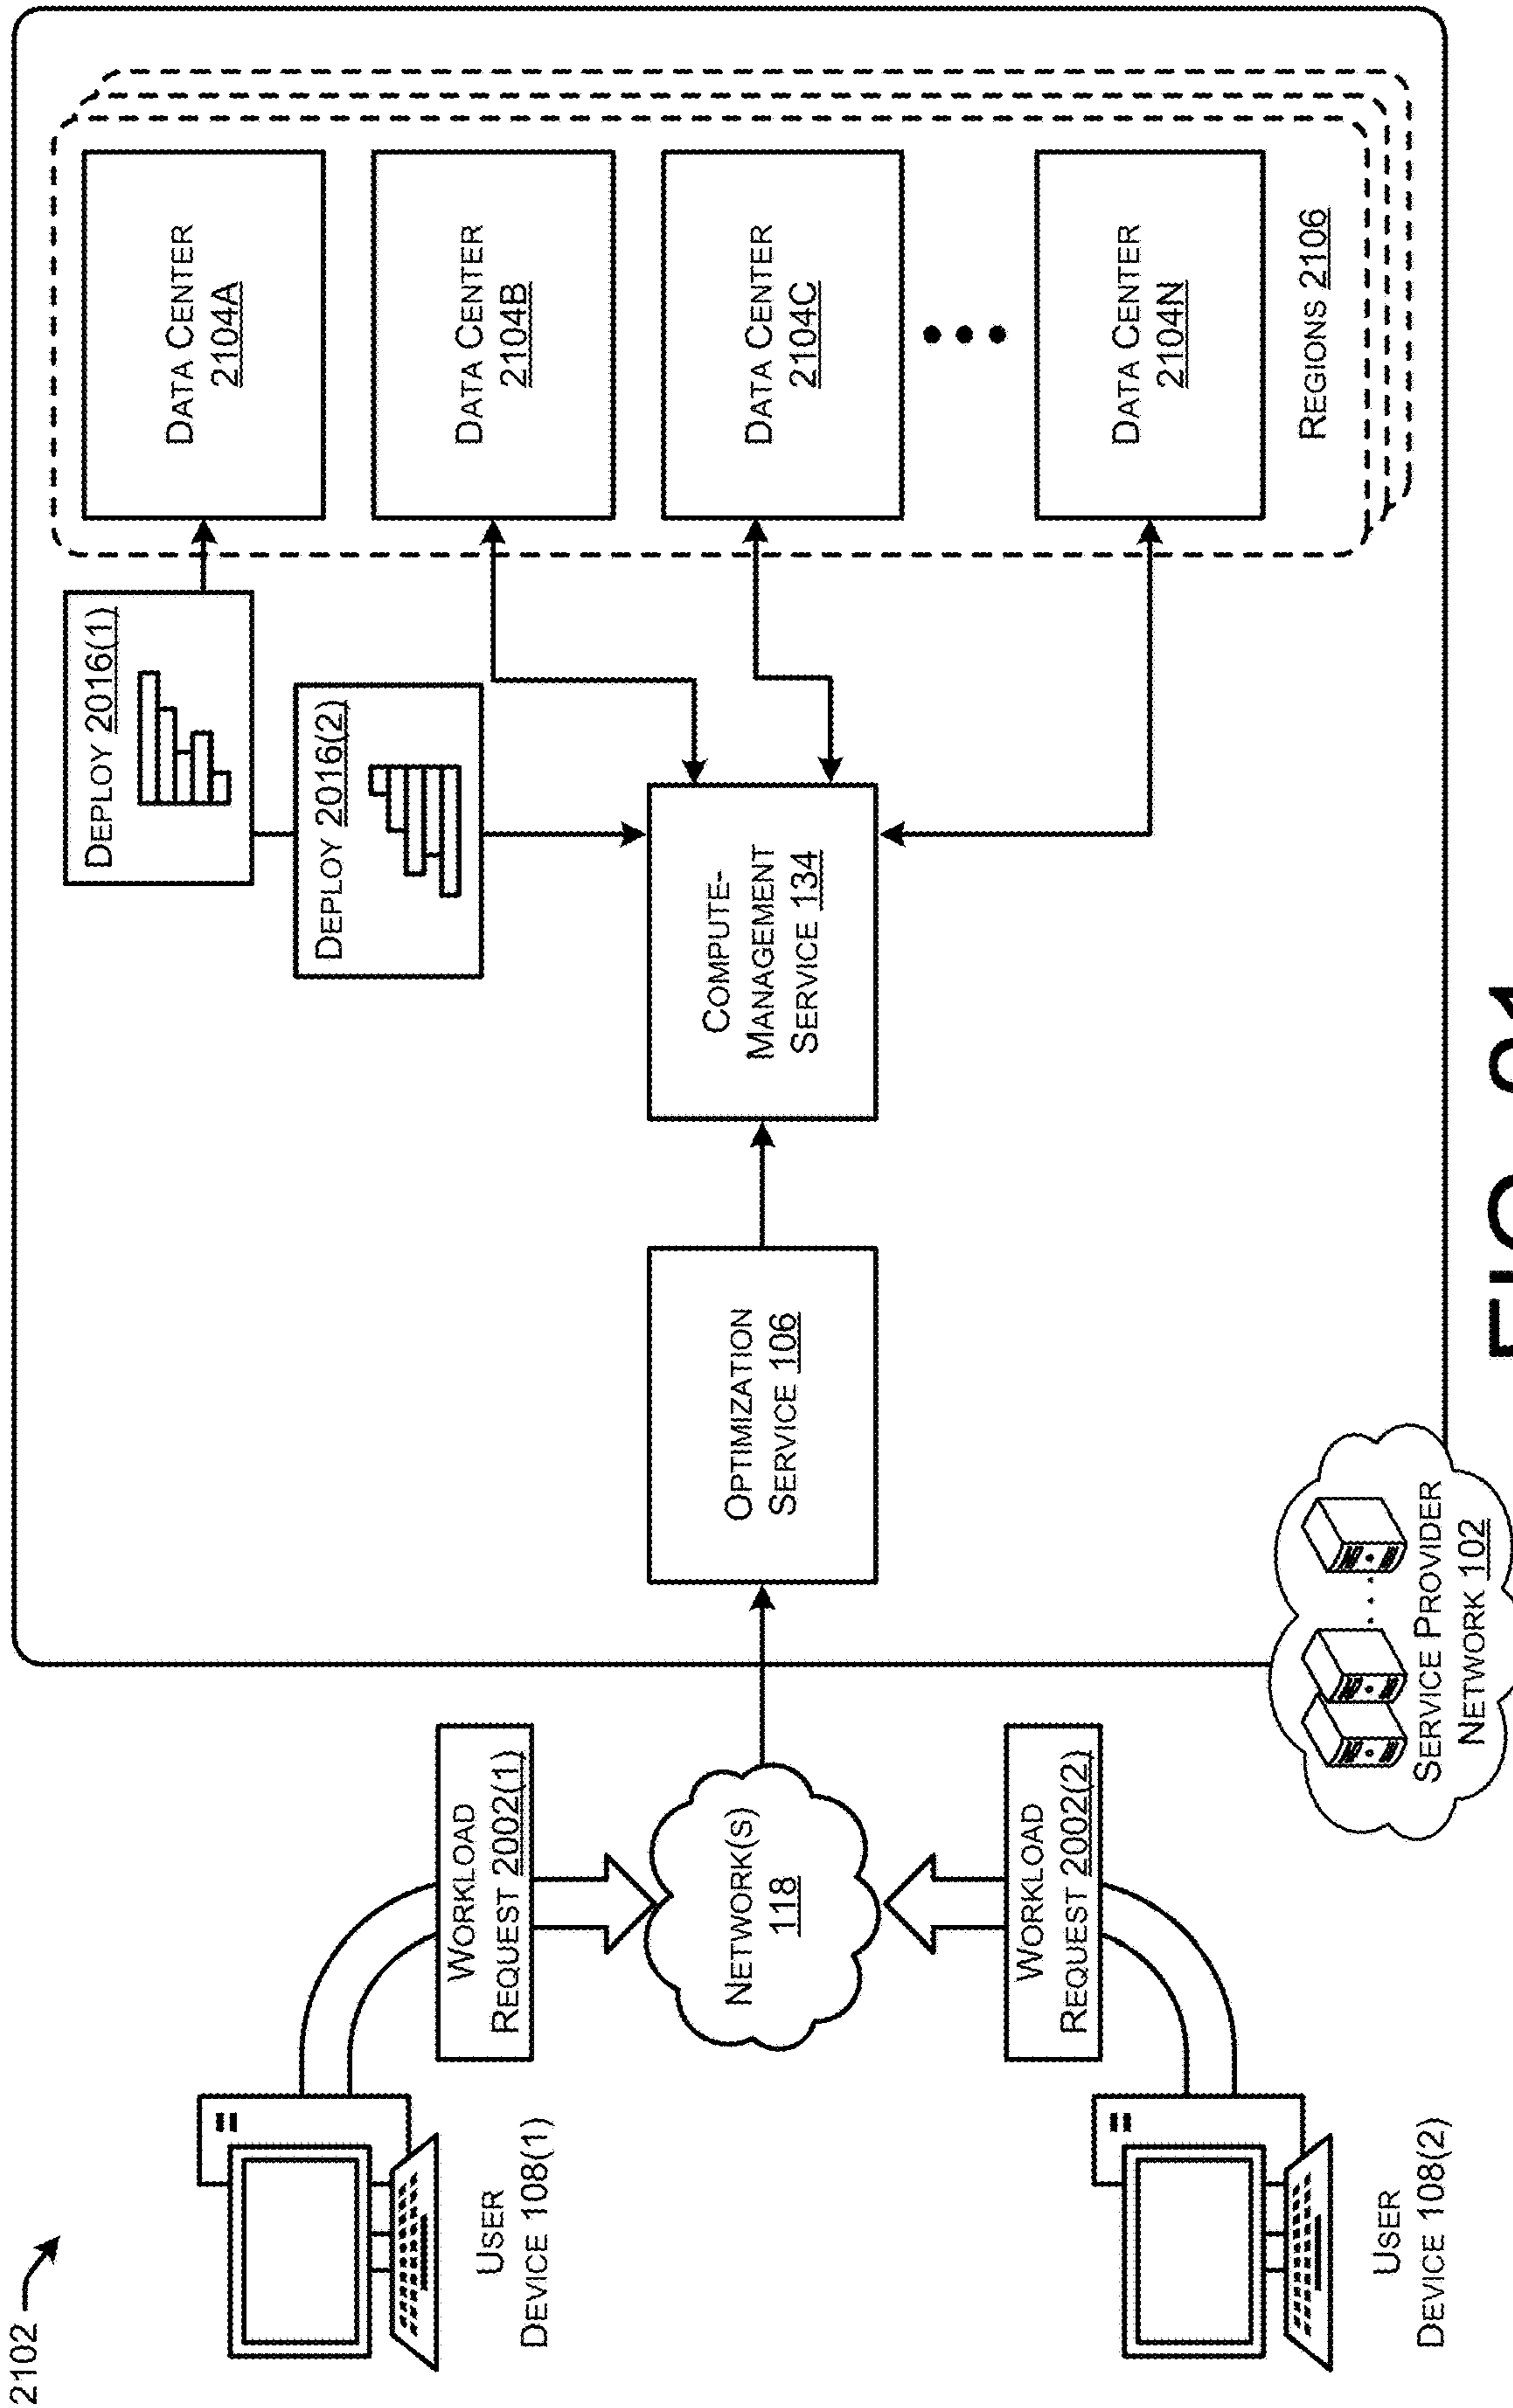 2102
USER
DEVICE 108(1)
WORKLOAD
REQUEST 2002(1)
NETWORK(S)
118
WORKLOAD
REQUEST 2002(2)
USER
DEVICE 108(2)
SERVICE PROVIDER
NETWORK 102
OPTIMIZATION
SERVICE 106
COMPUTE-
MANAGEMENT
SERVICE 134
DEPLOY 2016(1)
DEPLOY 2016(2)
DATA CENTER
2104A
DATA CENTER
2104B
DATA CENTER
2104C
DATA CENTER
2104N
REGIONS 2106